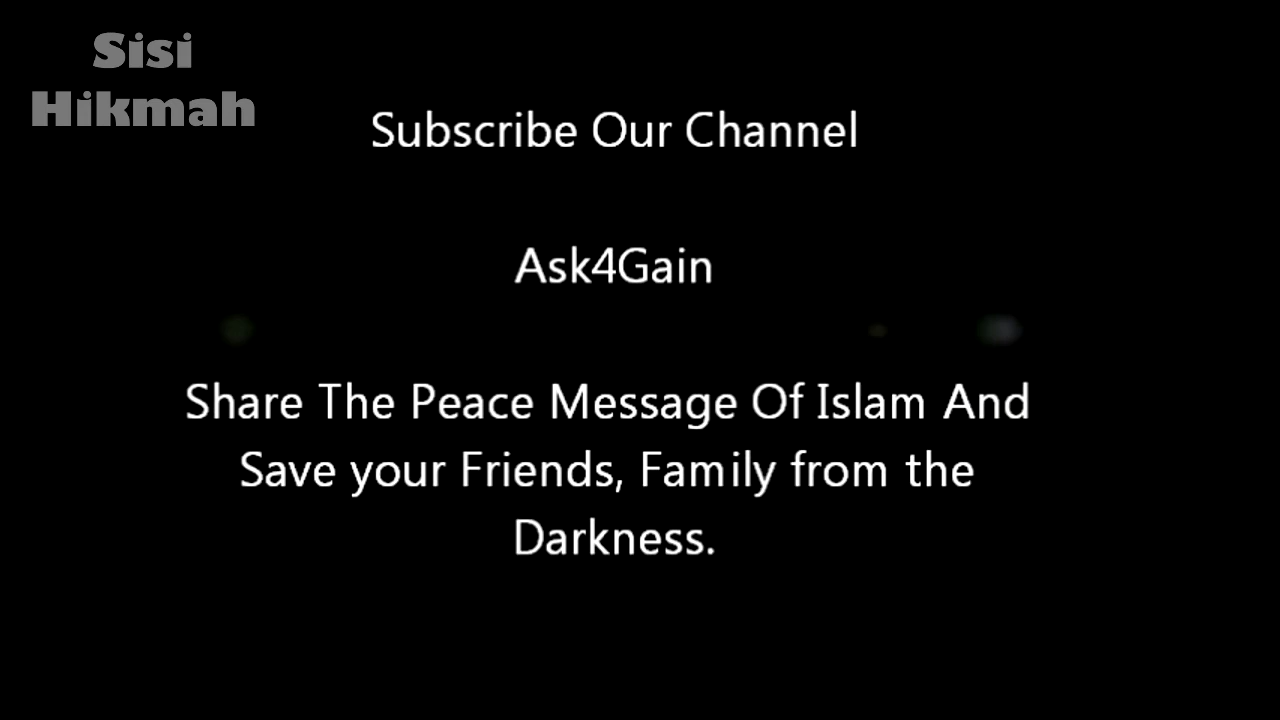 Sisi
Hikmah
Subscribe Our Channel
Ask4Gain
Share The Peace Message Of Islam And
Save your Friends, Family from the
Darkness.